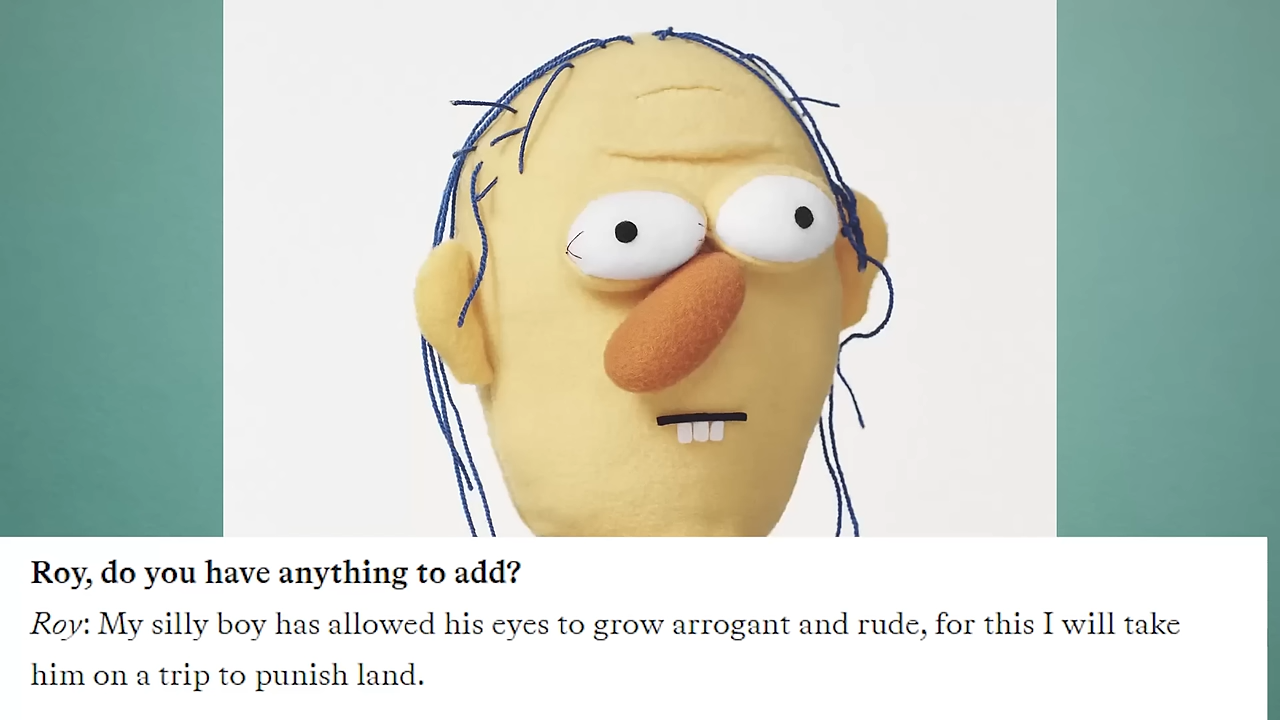 Roy, do you have anything to add?
Roy: My silly boy has allowed his eyes to grow arrogant and rude, for this I will take
him on a trip to punish land.